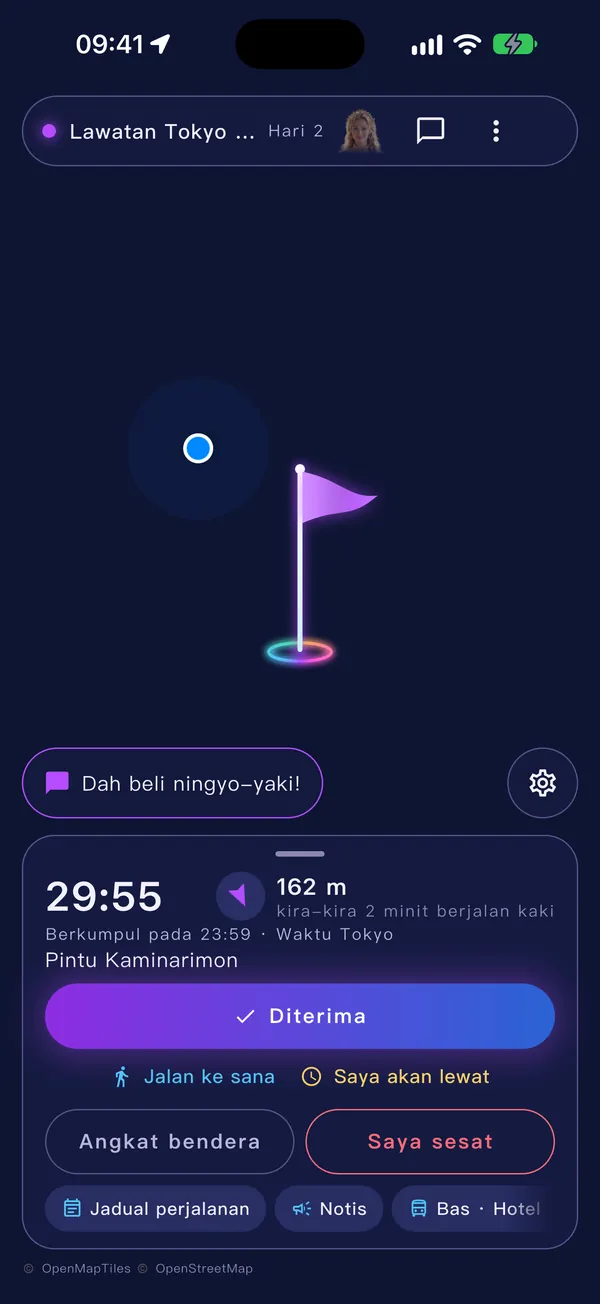 09:41
Lawatan Tokyo ... Hari 2
Dah beli ningyo-yaki!
29:55
162 m
kira-kira 2 minit berjalan kaki
Berkumpul pada 23:59 · Waktu Tokyo
Pintu Kaminarimon
Diterima
Jalan ke sana
Saya akan lewat
Angkat bendera
Saya sesat
Jadual perjalanan
Notis
Bas · Hotel
© OpenMapTiles © OpenStreetMap